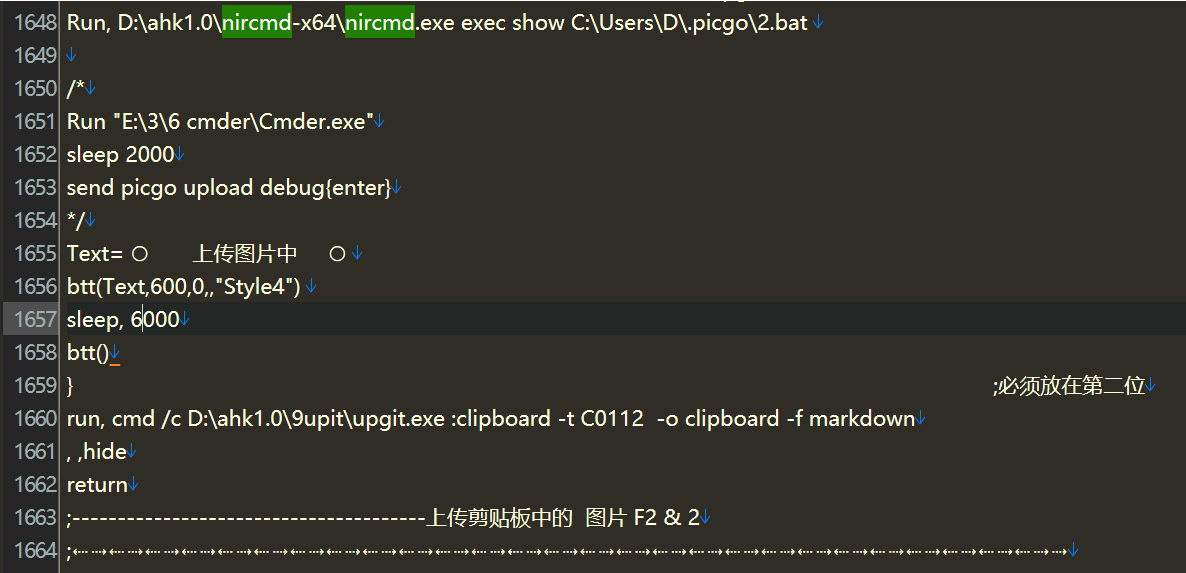 1648 Run, D:\ahk1.0\nircmd-x64\nircmd.exe exec show C:\Users\D\.picgo\2.bat↓
1649 ↓
1650 /*↓
1651 Run "E:\3\6 cmder\Cmder.exe"↓
1652 sleep 2000↓
1653 send picgo upload debug{enter}↓
1654 */↓
1655 Text= ○ 上传图片中 ○ ↓
1656 btt(Text,600,0,,"Style4") ↓
1657 sleep, 6000↓
1658 btt()↓
1659 } ;必须放在第二位↓
1660 run, cmd /c D:\ahk1.0\9upit\upgit.exe :clipboard -t C0112  -o clipboard -f markdown↓
1661 , ,hide↓
1662 return↓
1663 ;---------------------------------------上传剪贴板中的 图片 F2 & 2↓
1664 ;⇠⇢⇠⇢⇠⇢⇠⇢⇠⇢⇠⇢⇠⇢⇠⇢⇠⇢⇠⇢⇠⇢⇠⇢⇠⇢⇠⇢⇠⇢⇠⇢⇠⇢⇠⇢⇠⇢⇠⇢⇠⇢⇠⇢⇠⇢⇠⇢⇠⇢⇠⇢⇠⇢↓